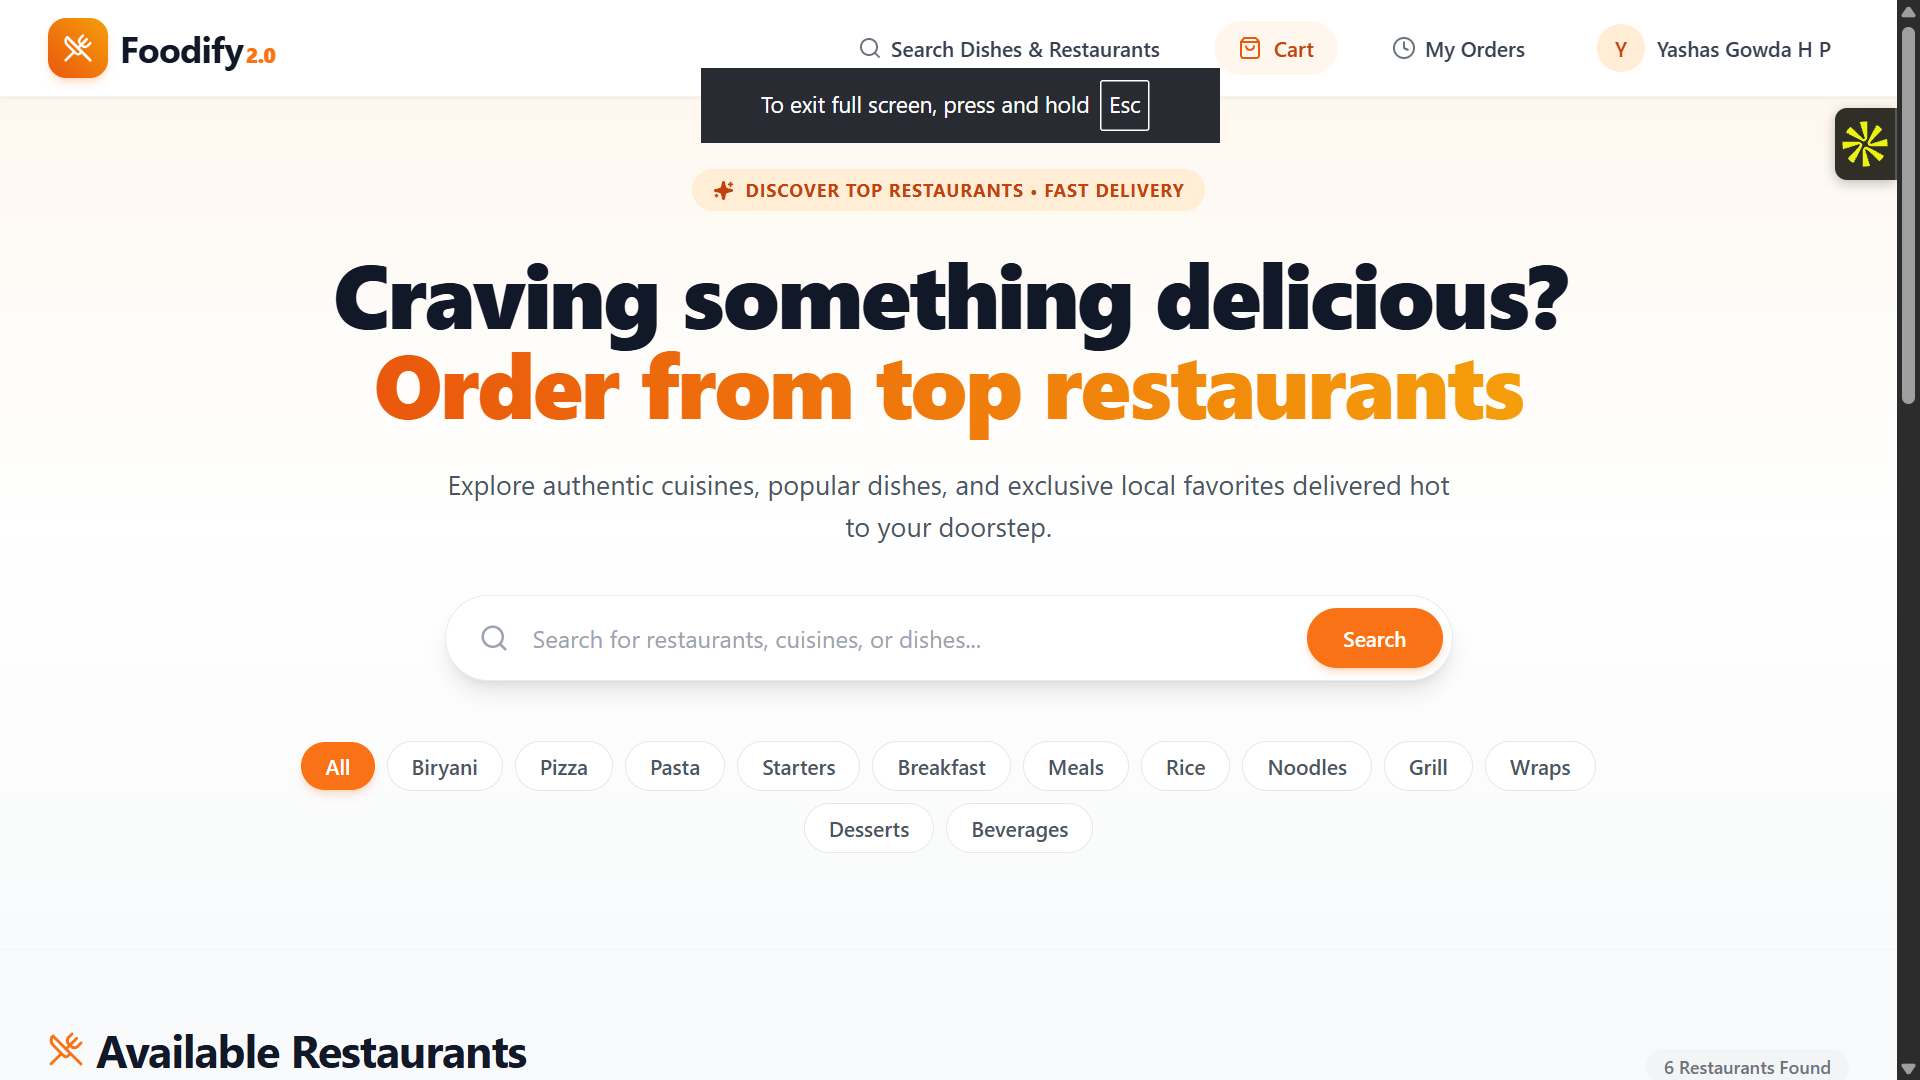 Foodify 2.0
Search Dishes & Restaurants
Cart
My Orders
Y
Yashas Gowda H P
To exit full screen, press and hold Esc
DISCOVER TOP RESTAURANTS • FAST DELIVERY
Craving something delicious?
Order from top restaurants
Explore authentic cuisines, popular dishes, and exclusive local favorites delivered hot
to your doorstep.
Search for restaurants, cuisines, or dishes...
Search
All
Biryani
Pizza
Pasta
Starters
Breakfast
Meals
Rice
Noodles
Grill
Wraps
Desserts
Beverages
Available Restaurants
6 Restaurants Found